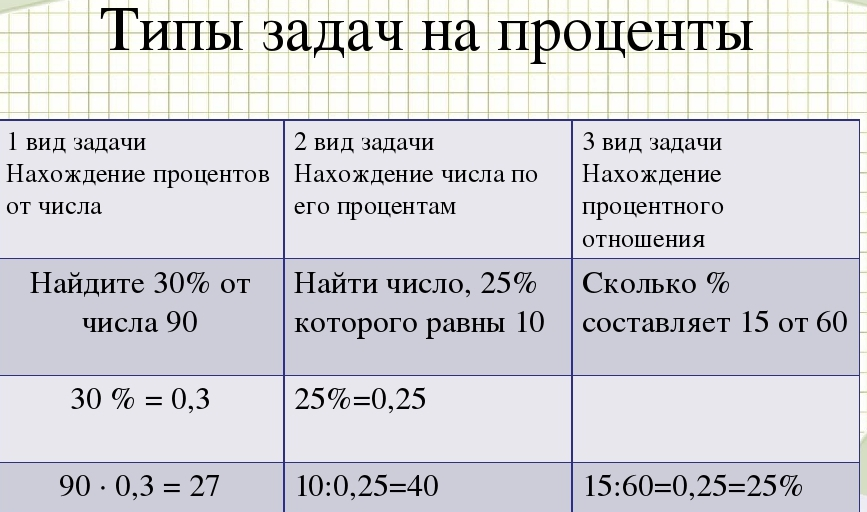 Типы задач на проценты
1 вид задачи
Нахождение процентов
от числа
2 вид задачи
Нахождение числа по
его процентам
3 вид задачи
Нахождение
процентного
отношения
Найдите 30% от
числа 90
Найти число, 25%
которого равны 10
Сколько %
составляет 15 от 60
30 % = 0,3
25%=0,25
90 · 0,3 = 27
10:0,25=40
15:60=0,25=25%